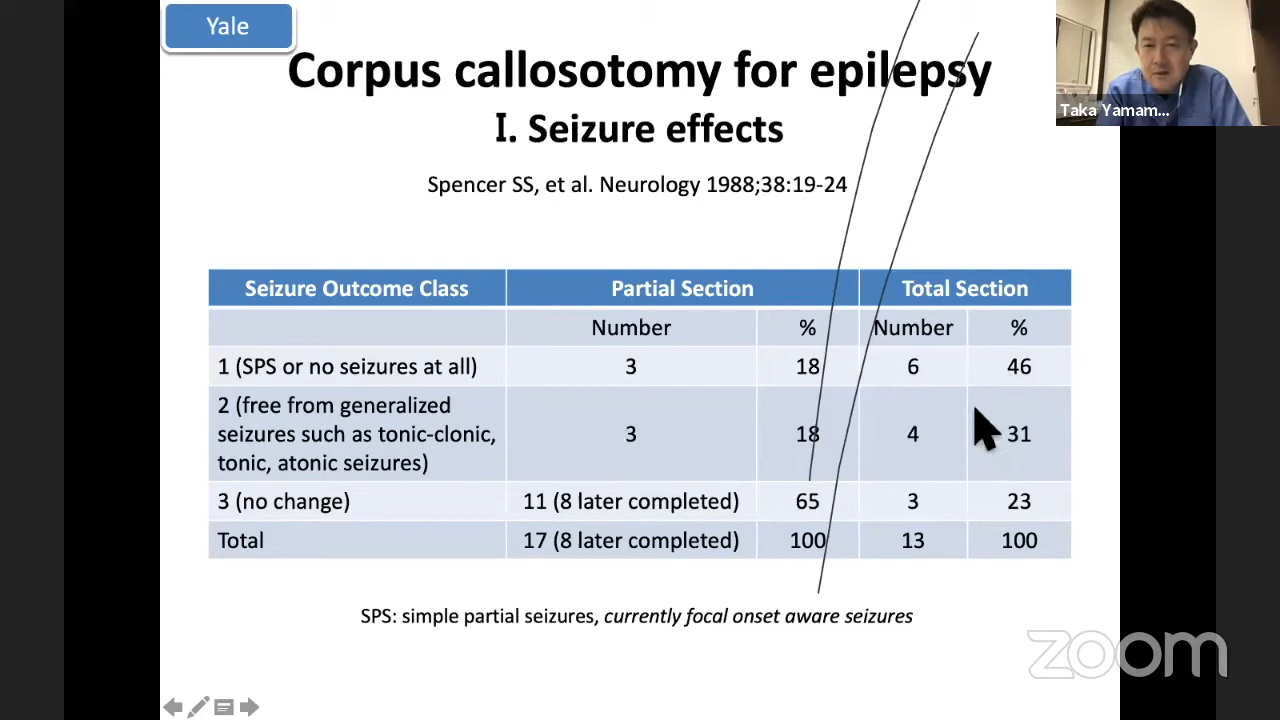 Yale
Corpus callosotomy for epilepsy
I. Seizure effects
Spencer SS, et al. Neurology 1988;38:19-24
Taka Yamam...
Seizure Outcome Class Partial Section Total Section
Number % Number %
1 (SPS or no seizures at all) 3 18 6 46
2 (free from generalized
seizures such as tonic-clonic, 3 18 4 31
tonic, atonic seizures)
3 (no change) 11 (8 later completed) 65 3 23
Total 17 (8 later completed) 100 13 100
SPS: simple partial seizures, currently focal onset aware seizures
zoom